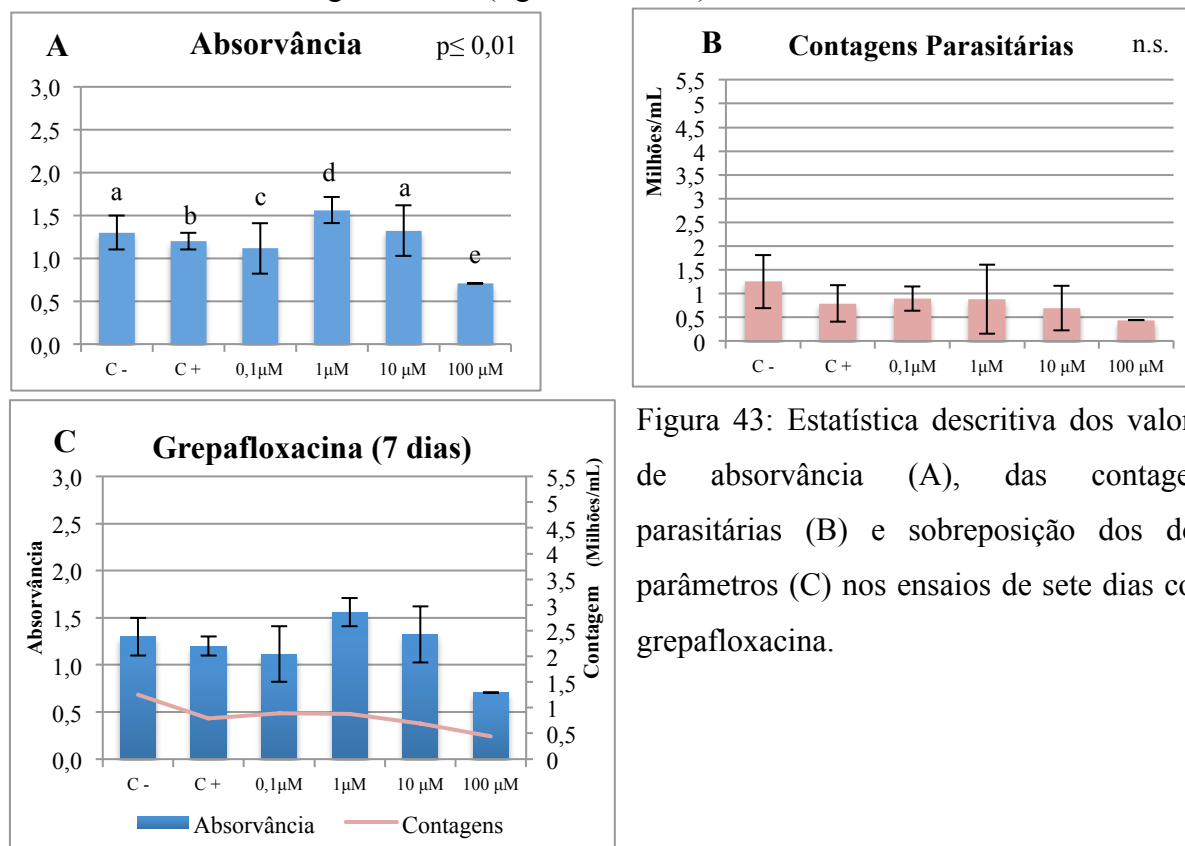 A Absorvância p≤ 0,01
3,0
2,5
2,0
1,5
1,0
0,5
0,0
a b c d a e
C - C + 0,1µM 1µM 10 µM 100 µM
B Contagens Parasitárias n.s.
Milhões/mL
5,5
5
4,5
4
3,5
3
2,5
2
1,5
1
0,5
0
C - C + 0,1µM 1µM 10 µM 100 µM
C Grepafloxacina (7 dias)
Absorvância
3,0
2,5
2,0
1,5
1,0
0,5
0,0
Contagem (Milhões/mL)
5,5
5
4,5
4
3,5
3
2,5
2
1,5
1
0,5
0
C - C + 0,1µM 1µM 10 µM 100 µM
Absorvância Contagens
Figura 43: Estatística descritiva dos valor
de absorvância (A), das contage
parasitárias (B) e sobreposição dos do
parâmetros (C) nos ensaios de sete dias co
grepafloxacina.